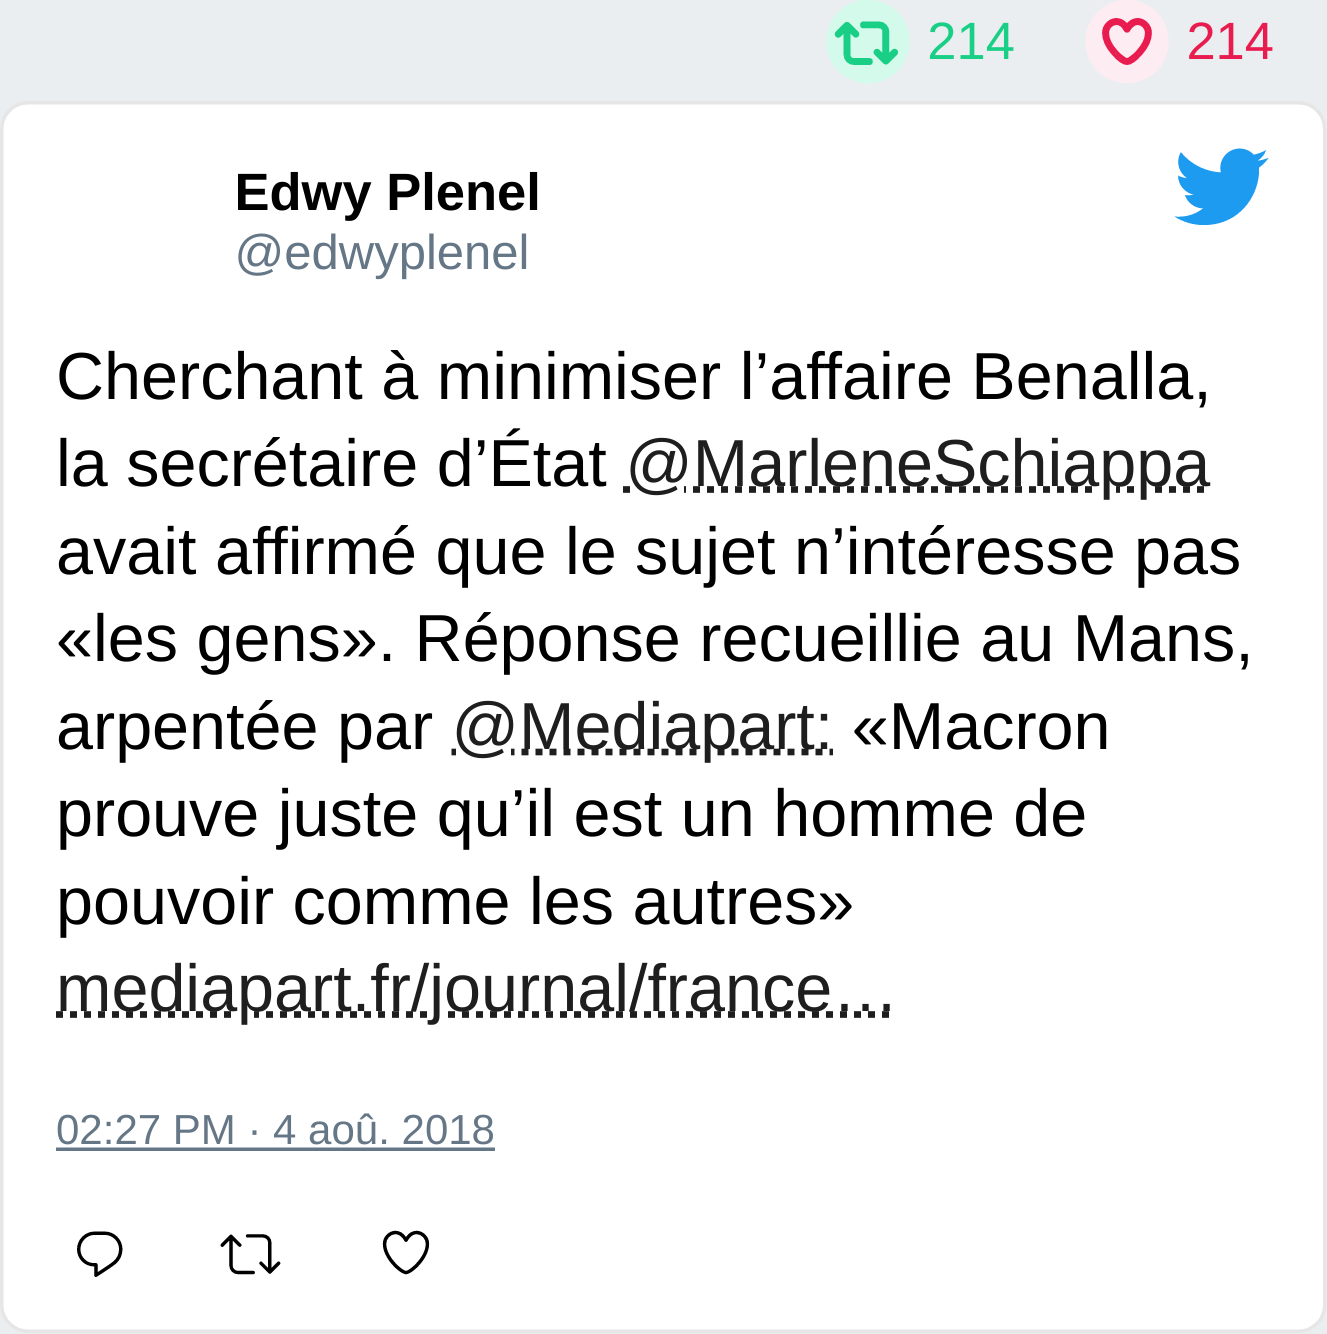 214 214
Edwy Plenel
@edwyplenel
Cherchant à minimiser l’affaire Benalla,
la secrétaire d’État @MarleneSchiappa
avait affirmé que le sujet n’intéresse pas
«les gens». Réponse recueillie au Mans,
arpentée par @Mediapart: «Macron
prouve juste qu’il est un homme de
pouvoir comme les autres»
mediapart.fr/journal/france…
02:27 PM · 4 aoû. 2018